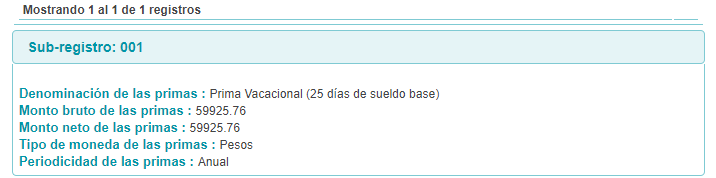 Mostrando 1 al 1 de 1 registros
Sub-registro: 001
Denominación de las primas : Prima Vacacional (25 días de sueldo base)
Monto bruto de las primas : 59925.76
Monto neto de las primas : 59925.76
Tipo de moneda de las primas : Pesos
Periodicidad de las primas : Anual